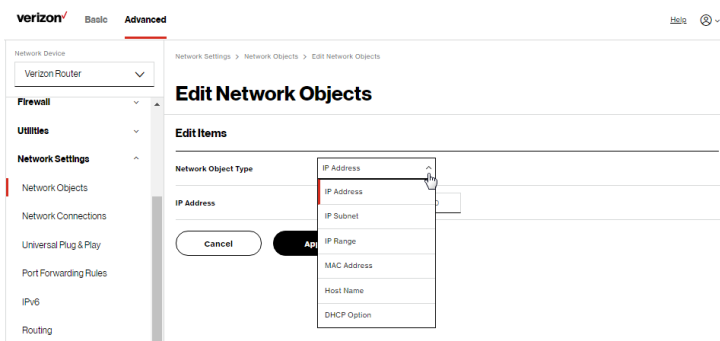 verizon✓ Basic Advanced Help
Network Device
Verizon Router
Firewall
Utilities
Network Settings
Network Objects
Network Connections
Universal Plug & Play
Port Forwarding Rules
IPv6
Routing
Network Settings > Network Objects > Edit Network Objects
Edit Network Objects
Edit Items
Network Object Type IP Address
IP Address
IP Subnet
IP Range
MAC Address
Host Name
DHCP Option
IP Address 0
Cancel Ap